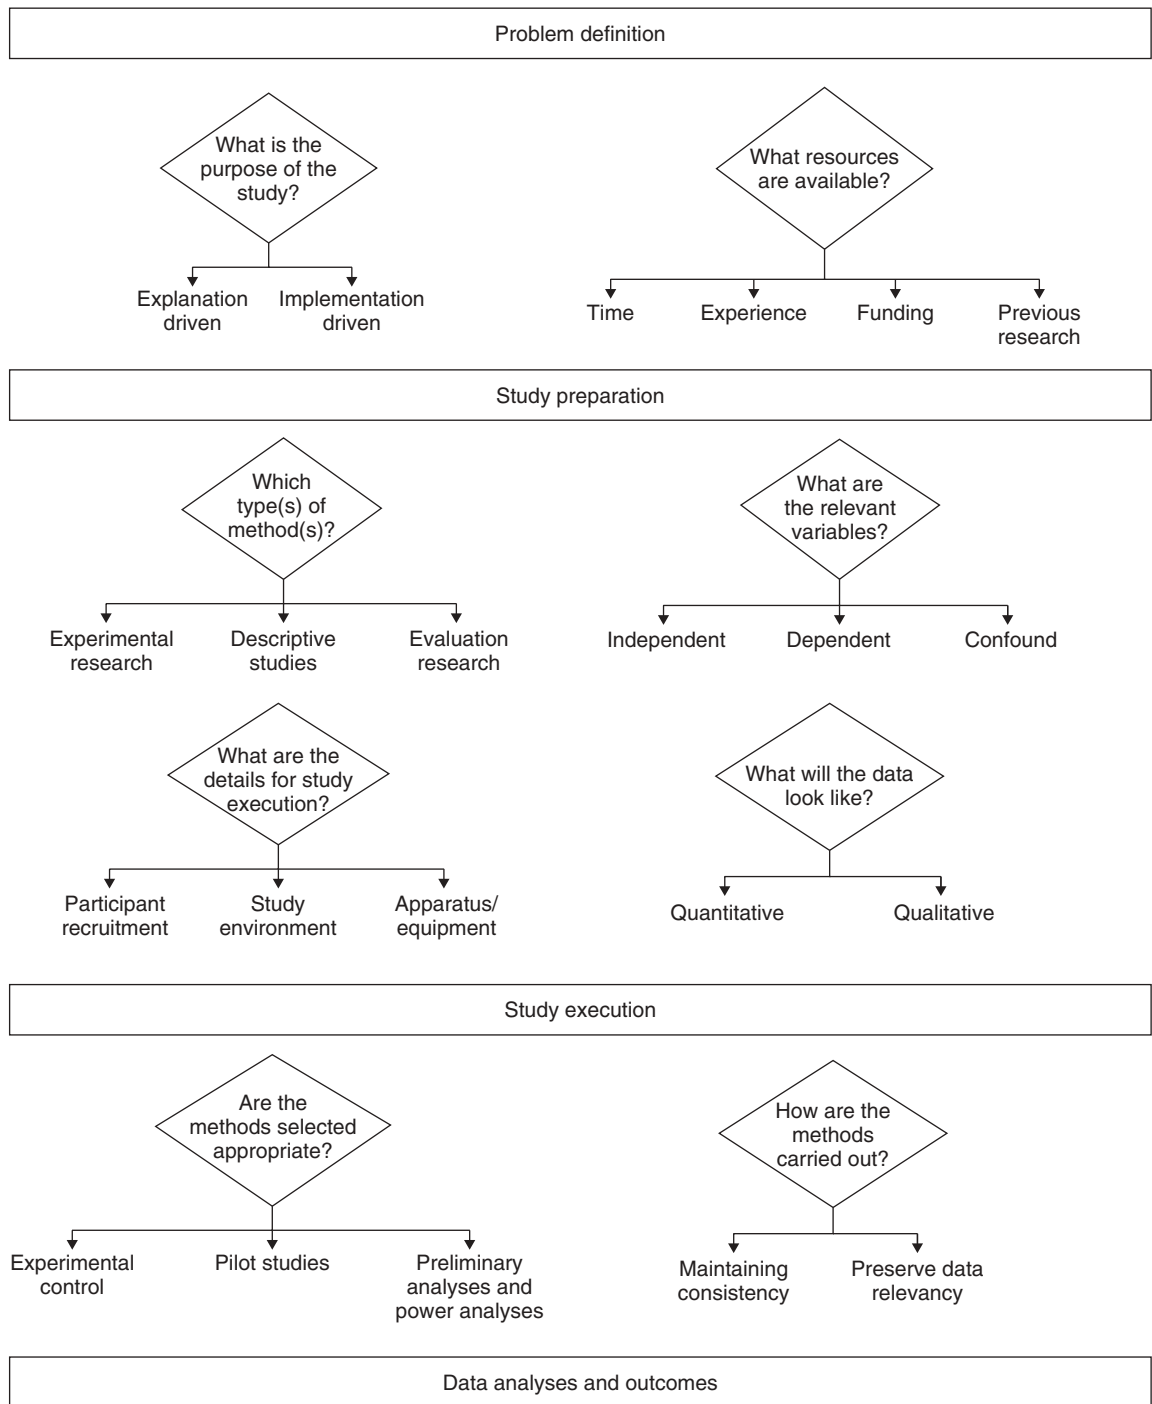 Problem definition
What is the
purpose of the
study?
Explanation
driven
Implementation
driven
What resources
are available?
Time
Experience
Funding
Previous
research
Study preparation
Which
type(s) of
method(s)?
Experimental
research
Descriptive
studies
Evaluation
research
What are
the relevant
variables?
Independent
Dependent
Confound
What are the
details for study
execution?
Participant
recruitment
Study
environment
Apparatus/
equipment
What will the data
look like?
Quantitative
Qualitative
Study execution
Are the
methods selected
appropriate?
Experimental
control
Pilot studies
Preliminary
analyses and
power analyses
How are the
methods
carried out?
Maintaining
consistency
Preserve data
relevancy
Data analyses and outcomes